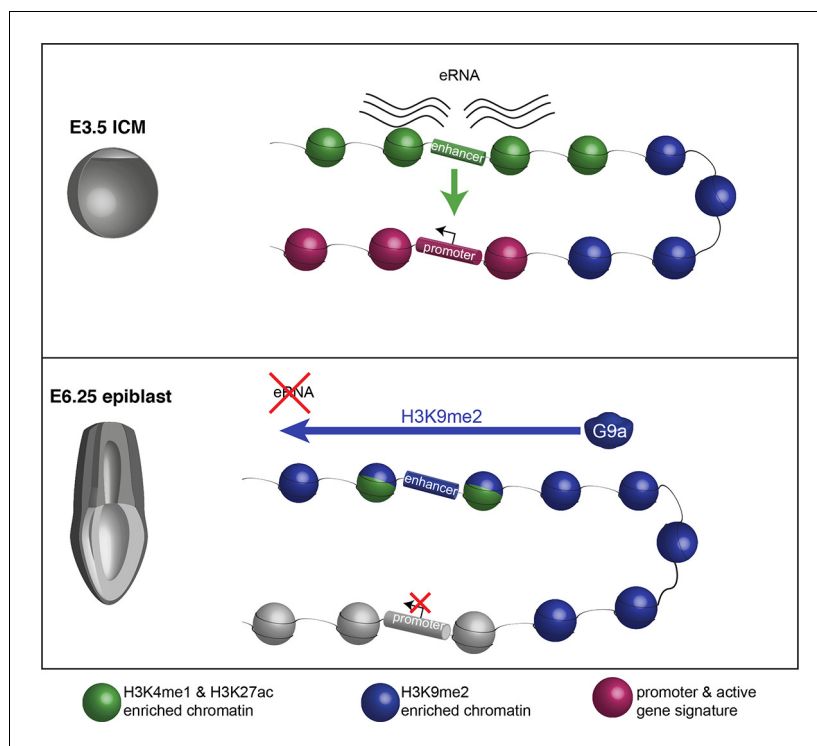 eRNA
E3.5 ICM
enhancer
promoter
E6.25 epiblast
eRNA
H3K9me2
G9a
enhancer
promoter
H3K4me1 & H3K27ac
enriched chromatin
H3K9me2
enriched chromatin
promoter & active
gene signature